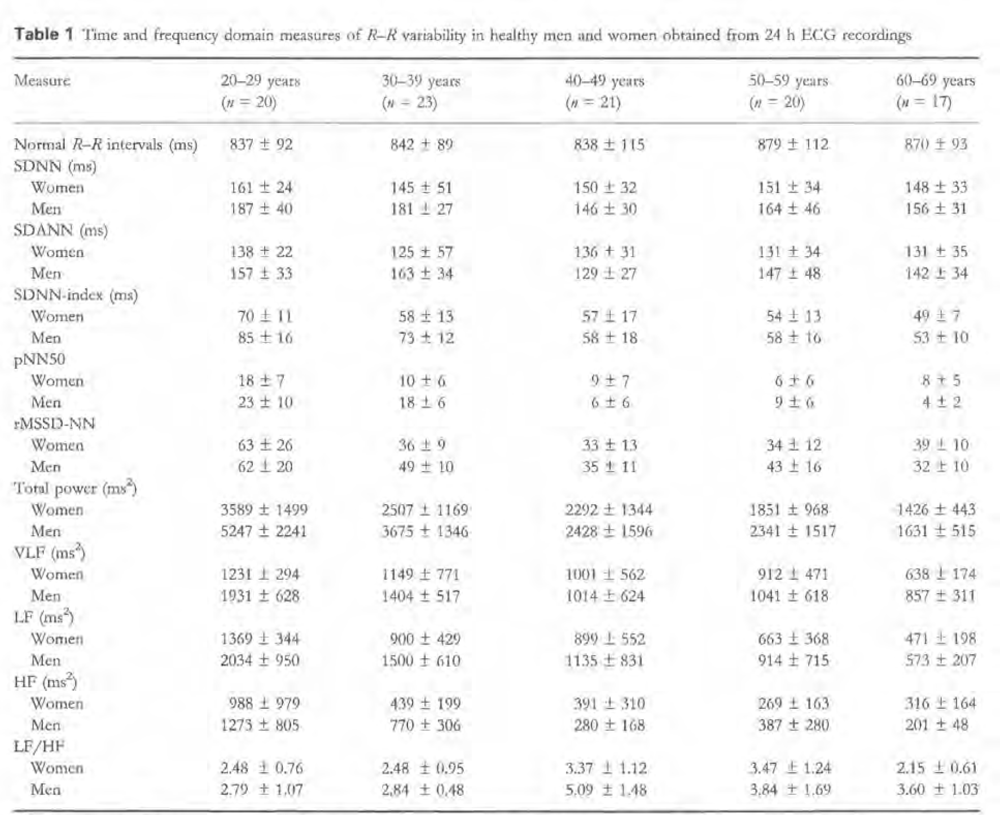 Table 1 Time and frequency domain measures of R–R variability in healthy men and women obtained from 24 h ECG recordings
Measure 20–29 years 30–39 years 40–49 years 50–59 years 60–69 years
(n = 20) (n = 23) (n = 21) (n = 20) (n = 17)
Normal R–R intervals (ms) 837 ± 92 842 ± 89 838 ± 115 879 ± 112 870 ± 93
SDNN (ms)
Women 161 ± 24 145 ± 51 150 ± 32 151 ± 34 148 ± 33
Men 187 ± 40 181 ± 27 146 ± 30 164 ± 46 156 ± 31
SDANN (ms)
Women 138 ± 22 125 ± 57 136 ± 31 131 ± 34 131 ± 35
Men 157 ± 33 163 ± 34 129 ± 27 147 ± 48 142 ± 34
SDNN-index (ms)
Women 70 ± 11 58 ± 13 57 ± 17 54 ± 13 49 ± 7
Men 85 ± 16 73 ± 12 58 ± 18 58 ± 16 53 ± 10
pNN50
Women 18 ± 7 10 ± 6 9 ± 7 6 ± 6 8 ± 5
Men 23 ± 10 18 ± 6 6 ± 6 9 ± 6 4 ± 2
rMSSD-NN
Women 63 ± 26 36 ± 9 33 ± 13 34 ± 12 39 ± 10
Men 62 ± 20 49 ± 10 35 ± 11 43 ± 16 32 ± 10
Total power (ms²)
Women 3589 ± 1499 2507 ± 1169 2292 ± 1344 1851 ± 968 1426 ± 443
Men 5247 ± 2241 3675 ± 1346 2428 ± 1596 2341 ± 1517 1631 ± 515
VLF (ms²)
Women 1231 ± 294 1149 ± 771 1001 ± 562 912 ± 471 638 ± 174
Men 1931 ± 628 1404 ± 517 1014 ± 624 1041 ± 618 857 ± 311
LF (ms²)
Women 1369 ± 344 900 ± 429 899 ± 552 663 ± 368 471 ± 198
Men 2034 ± 950 1500 ± 610 1135 ± 831 914 ± 715 573 ± 207
HF (ms²)
Women 988 ± 979 439 ± 199 391 ± 310 269 ± 163 316 ± 164
Men 1273 ± 805 770 ± 306 280 ± 168 387 ± 280 201 ± 48
LF/HF
Women 2.48 ± 0.76 2.48 ± 0.95 3.37 ± 1.12 3.47 ± 1.24 2.15 ± 0.61
Men 2.79 ± 1.07 2.84 ± 0.48 5.09 ± 1.48 3.84 ± 1.69 3.60 ± 1.03